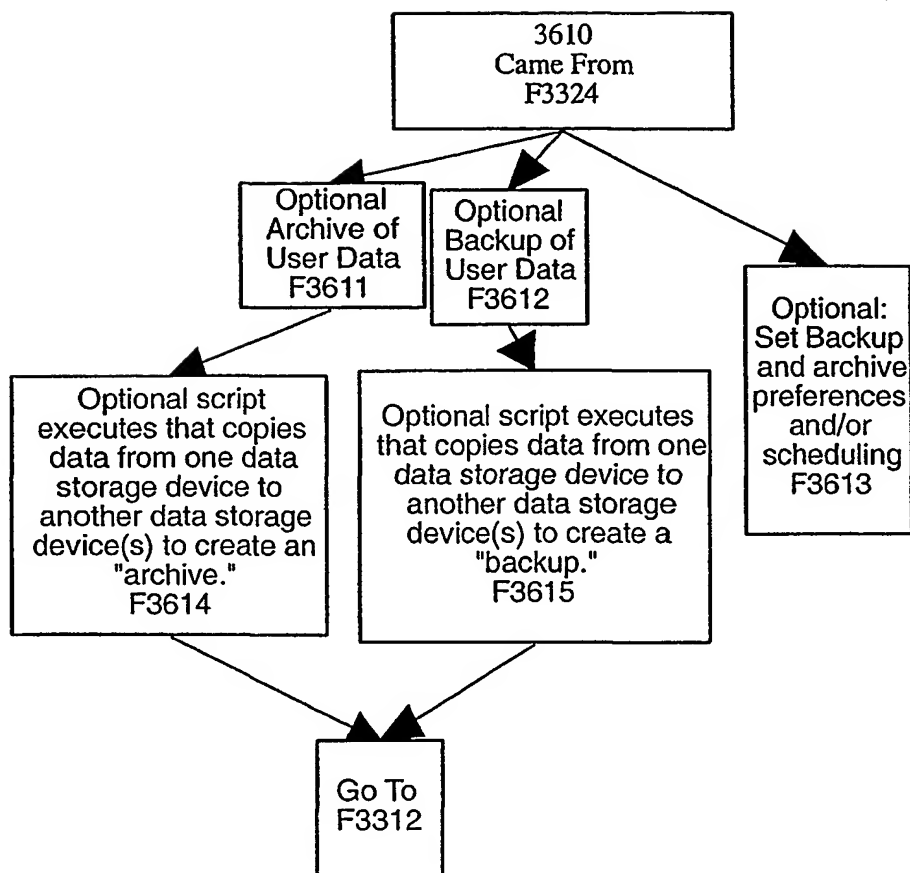 3610
Came From
F3324
Optional
Archive of
User Data
F3611
Optional
Backup of
User Data
F3612
Optional:
Set Backup
and archive
preferences
and/or
scheduling
F3613
Optional script
executes that copies
data from one data
storage device to
another data storage
device(s) to create an
"archive."
F3614
Optional script executes
that copies data from one
data storage device to
another data storage
device(s) to create a
"backup."
F3615
Go To
F3312